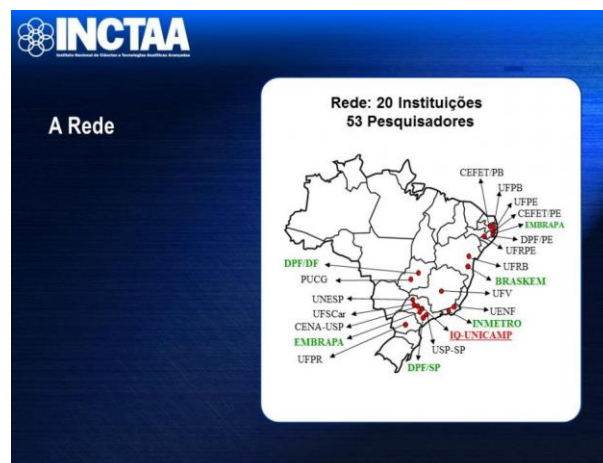 INCTAA
Instituto Nacional de Ciências e Tecnologias Analíticas Avançadas
A Rede
Rede: 20 Instituições
53 Pesquisadores
CEFET/PB
UFPB
UFPE
CEFET/PE
EMBRAPA
DPF/PE
UFRPE
UFRB
BRASKEM
UFV
UENF
INMETRO
IQ-UNICAMP
USP-SP
DPF/SP
DPF/DF
PUCG
UNESP
UFSCar
CENA-USP
EMBRAPA
UFPR